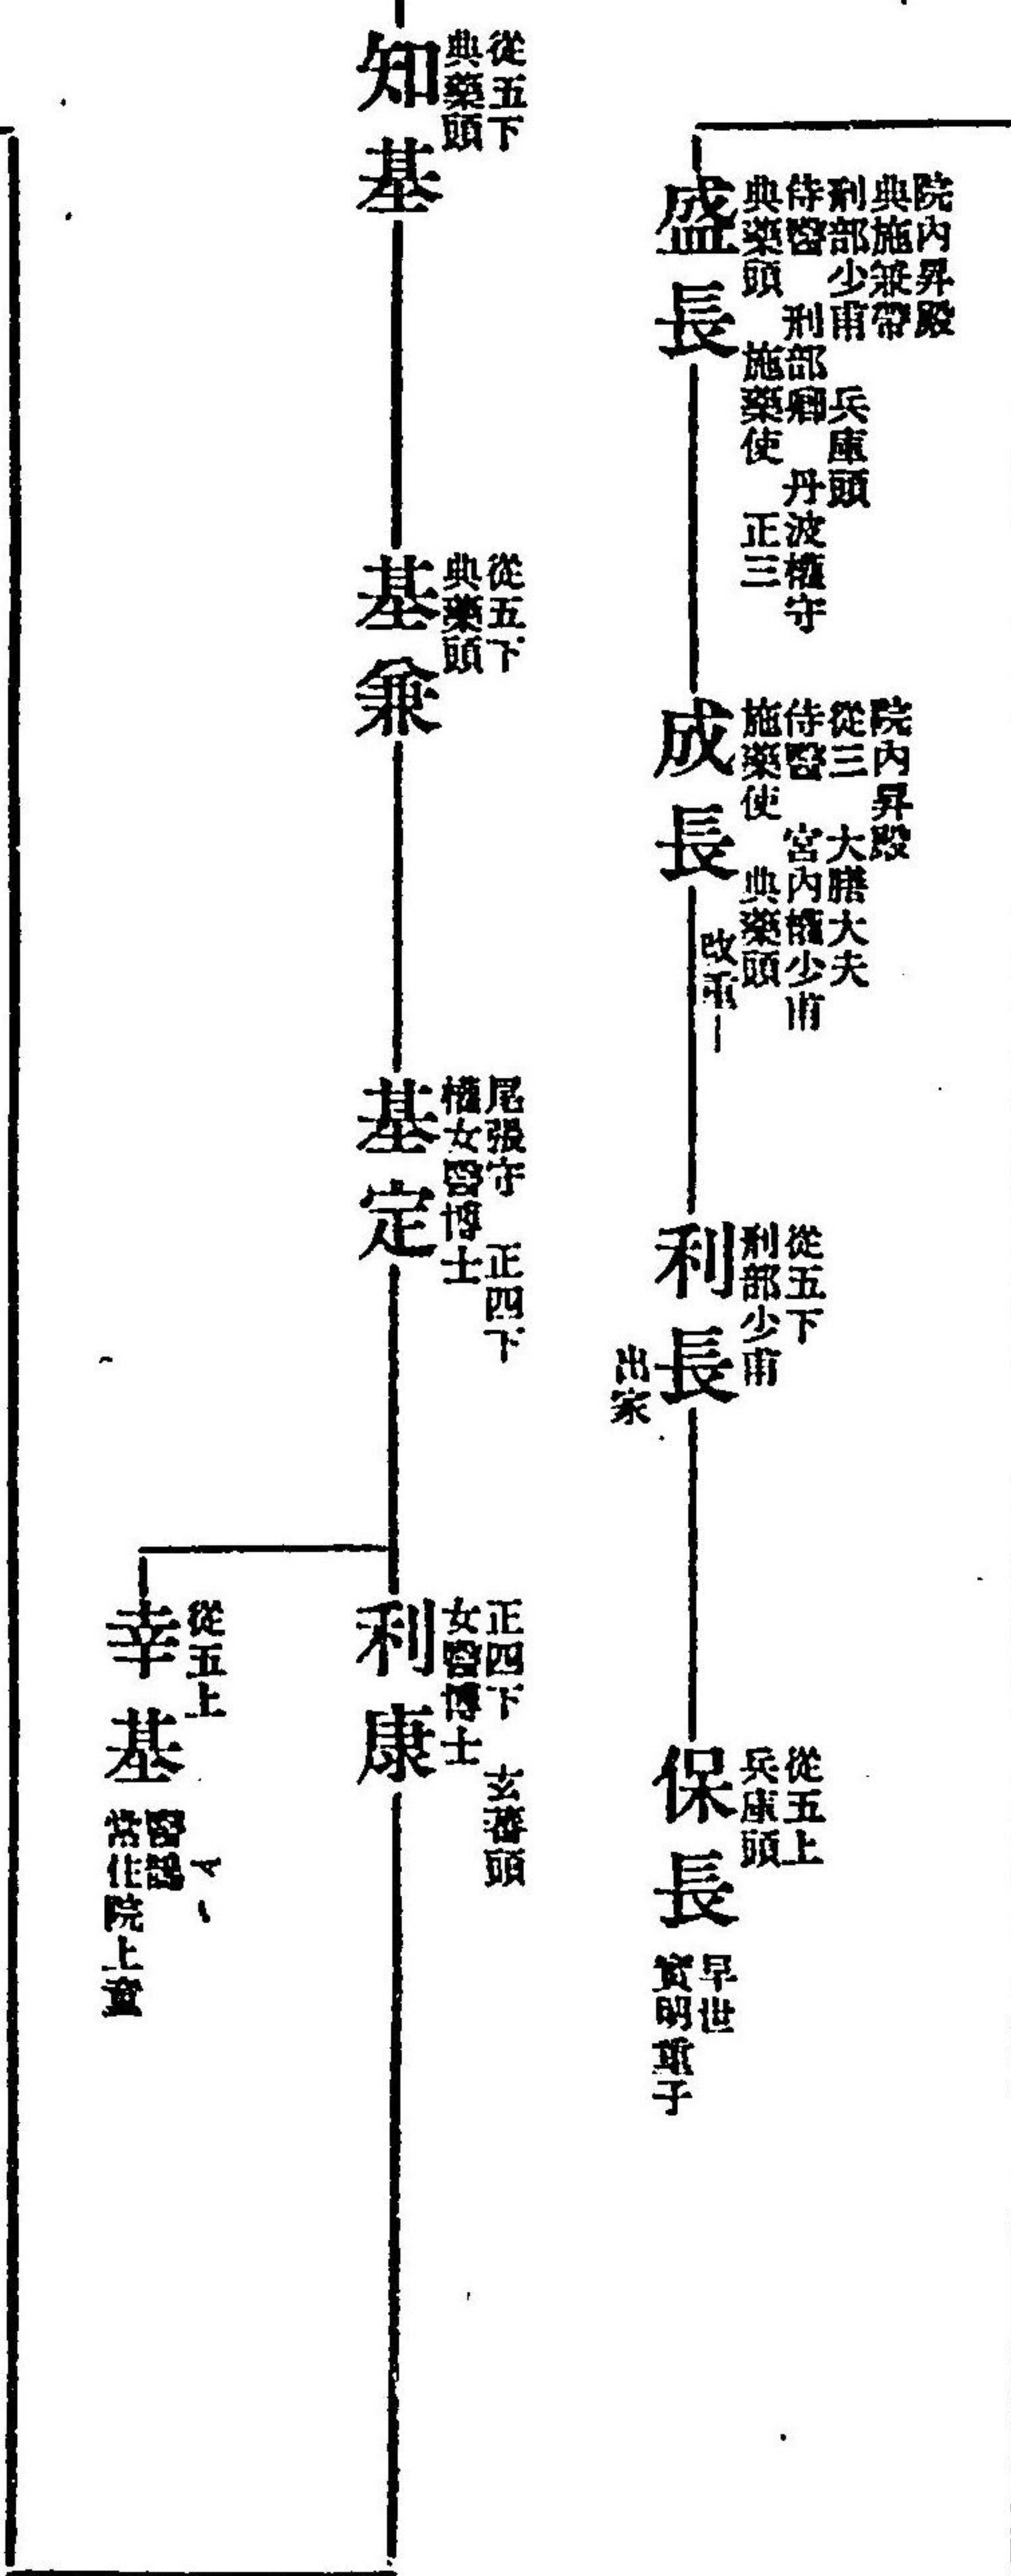 院內昇殿
典施兼帶
刑部少甫　兵庫頭
侍醫　刑部卿　丹波權守
典藥頭　施藥使　正三
盛長
院內昇殿
從三　大膳大夫
侍醫　宮內權少甫
施藥使　典藥頭
成長
改重—
從五下
刑部少甫
利長
出家
從五上
兵庫頭
保長
早世
實明重子
從五下
典藥頭
知基
從五下
典藥頭
基兼
尾張守　正四下
權女醫博士
基定
正四下　玄蕃頭
女醫博士
利康
從五上
幸基
醫
常住院上童